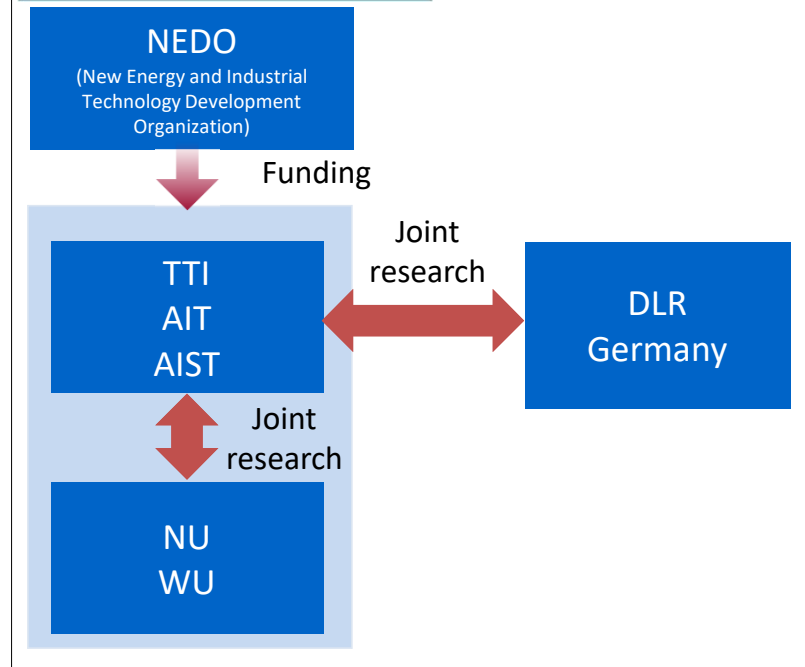 NEDO
(New Energy and Industrial
Technology Development
Organization)
Funding
TTI
AIT
AIST
Joint
research
DLR
Germany
Joint
research
NU
WU